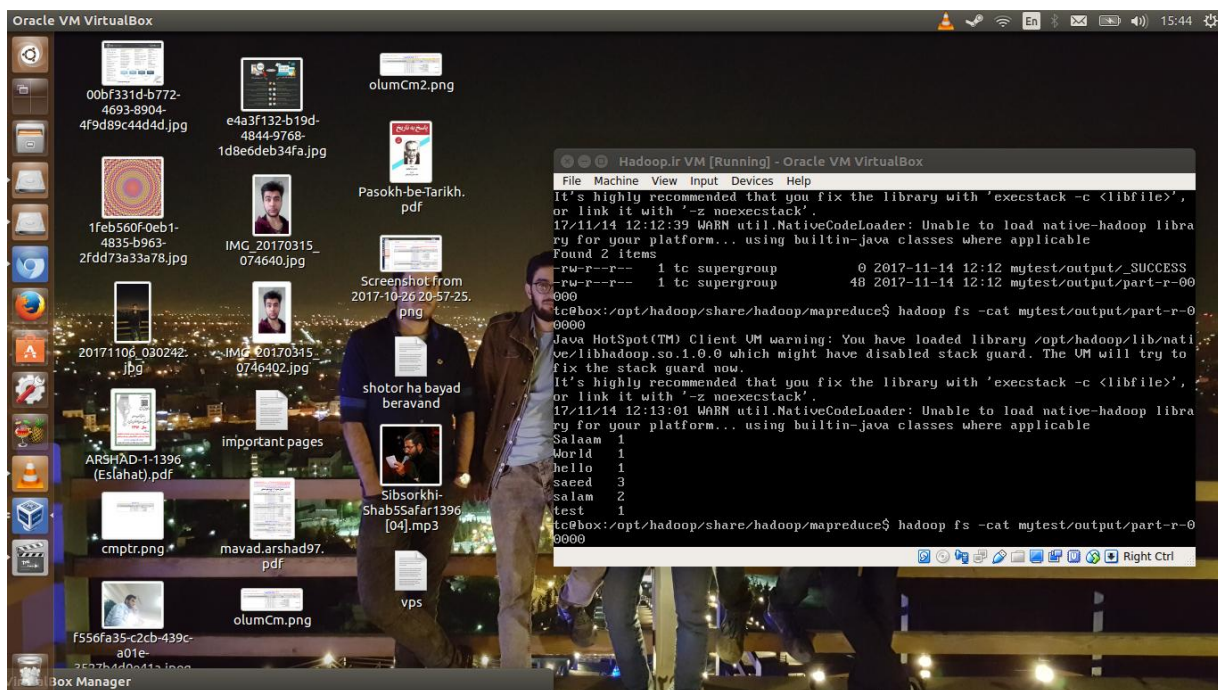 Oracle VM VirtualBox
En
15:44
00bf331d-b772-
4693-8904-
4f9d89c44d4d.jpg
1feb560f-0eb1-
4835-b963-
2fdd73a33a78.jpg
20171106_030242.
jpg
ARSHAD-1-1396
(Eslahat).pdf
cmptr.png
f556fa35-c2cb-439c-
a01e-
e4a3f132-b19d-
4844-9768-
1d8e6deb34fa.jpg
IMG_20170315_
074640.jpg
IMG_20170315_
0746402.jpg
important pages
mavad.arshad97.
pdf
olumCm.png
olumCm2.png
پاسخ به تاریخ
Pasokh-be-Tarikh.
pdf
Screenshot from
2017-10-26 20-57-25.
png
shotor ha bayad
beravand
Sibsorkhi-
Shab5Safar1396
[04].mp3
vps
Hadoop.ir VM [Running] - Oracle VM VirtualBox
File Machine View Input Devices Help
It's highly recommended that you fix the library with 'execstack -c <libfile>',
or link it with '-z noexecstack'.
17/11/14 12:12:39 WARN util.NativeCodeLoader: Unable to load native-hadoop libra
ry for your platform... using builtin-java classes where applicable
Found 2 items
-rw-r--r-- 1 tc supergroup 0 2017-11-14 12:12 mytest/output/_SUCCESS
-rw-r--r-- 1 tc supergroup 48 2017-11-14 12:12 mytest/output/part-r-00
000
tc@box:/opt/hadoop/share/hadoop/mapreduce$ hadoop fs -cat mytest/output/part-r-0
0000
Java HotSpot(TM) Client VM warning: You have loaded library /opt/hadoop/lib/nati
ve/libhadoop.so.1.0.0 which might have disabled stack guard. The VM will try to
fix the stack guard now.
It's highly recommended that you fix the library with 'execstack -c <libfile>',
or link it with '-z noexecstack'.
17/11/14 12:13:01 WARN util.NativeCodeLoader: Unable to load native-hadoop libra
ry for your platform... using builtin-java classes where applicable
Salaam 1
World 1
hello 1
saeed 3
salam 2
test 1
tc@box:/opt/hadoop/share/hadoop/mapreduce$ hadoop fs -cat mytest/output/part-r-0
0000
Right Ctrl
Box Manager